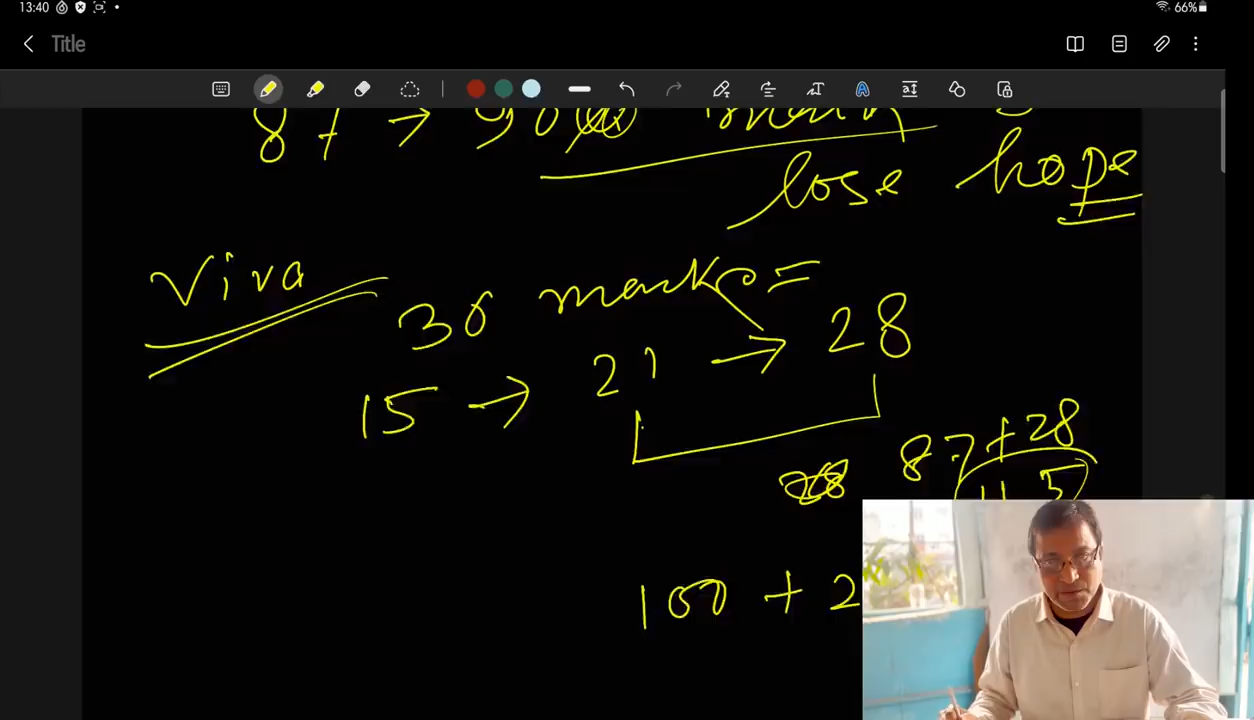 13:40 66%
Title
87 → 90
lose hope
Viva
30 marks =
15 → 21 → 28
87 + 28
115
100 + 2